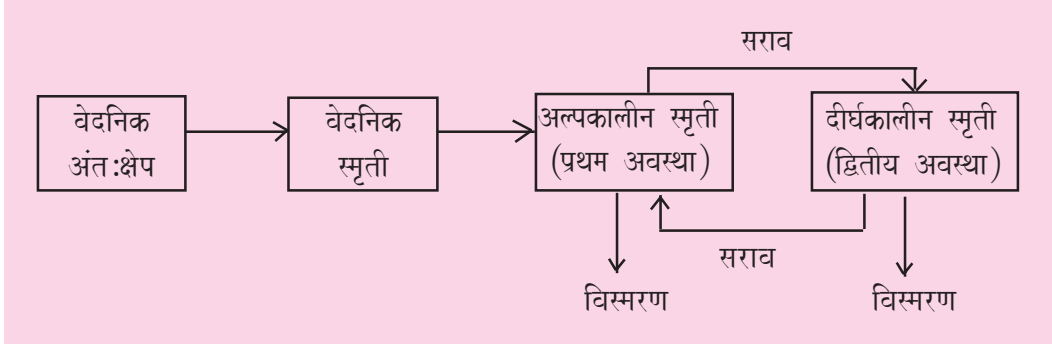 सराव
वेदनिक
अंत:क्षेप
वेदनिक
स्मृती
अल्पकालीन स्मृती
(प्रथम अवस्था)
दीर्घकालीन स्मृती
(द्वितीय अवस्था)
सराव
विस्मरण
विस्मरण